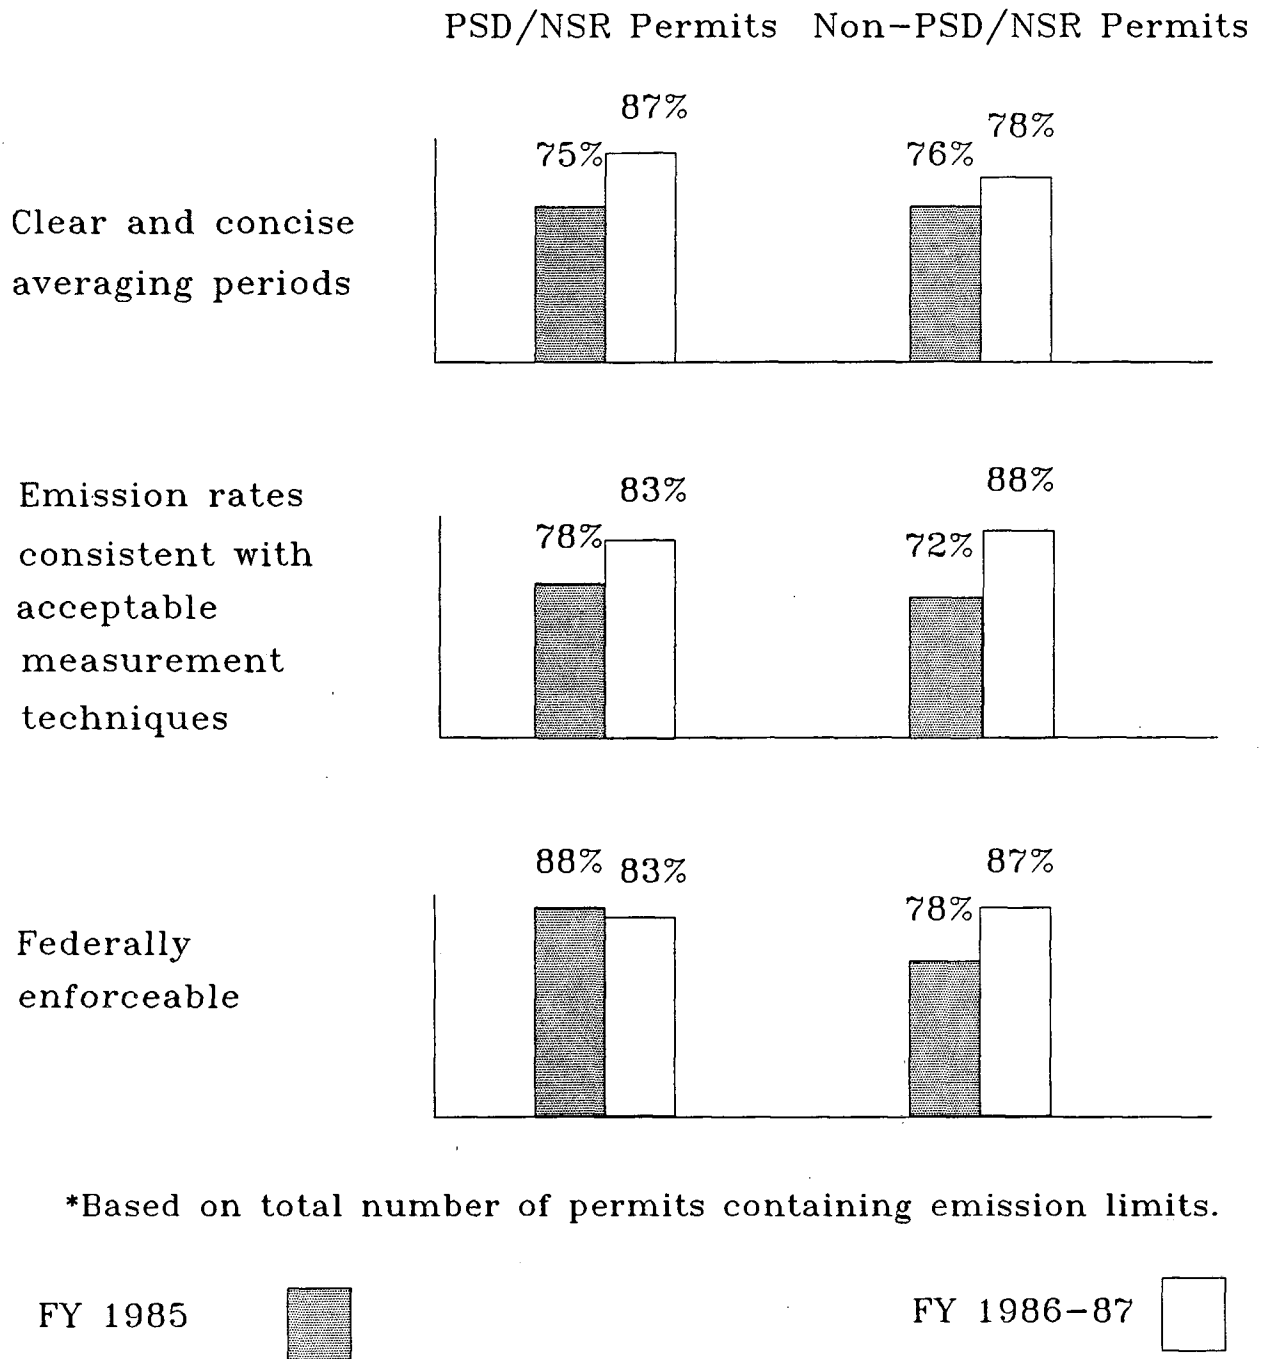 PSD/NSR Permits Non-PSD/NSR Permits
87%
78%
75%
76%
Clear and concise
averaging periods
83%
88%
Emission rates
78%
72%
consistent with
acceptable
measurement
techniques
88%
83%
87%
78%
Federally
enforceable
*Based on total number of permits containing emission limits.
FY 1985
FY 1986-87